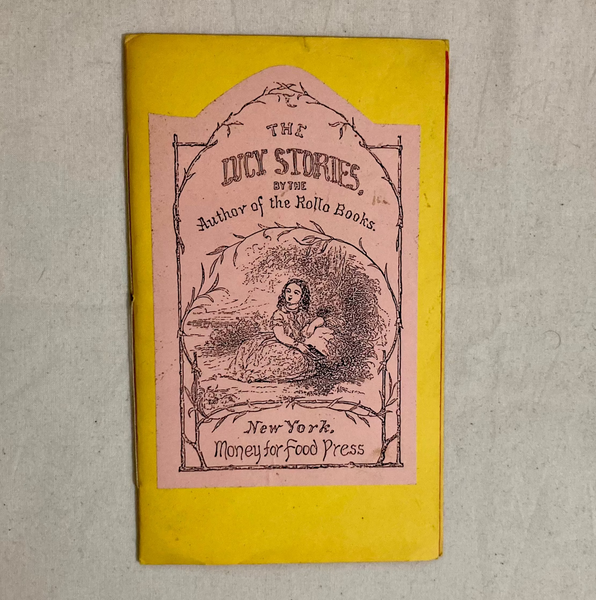 THE
LUCY STORIES,
BY THE
Author of the Rollo Books.
New York,
Money for Food Press